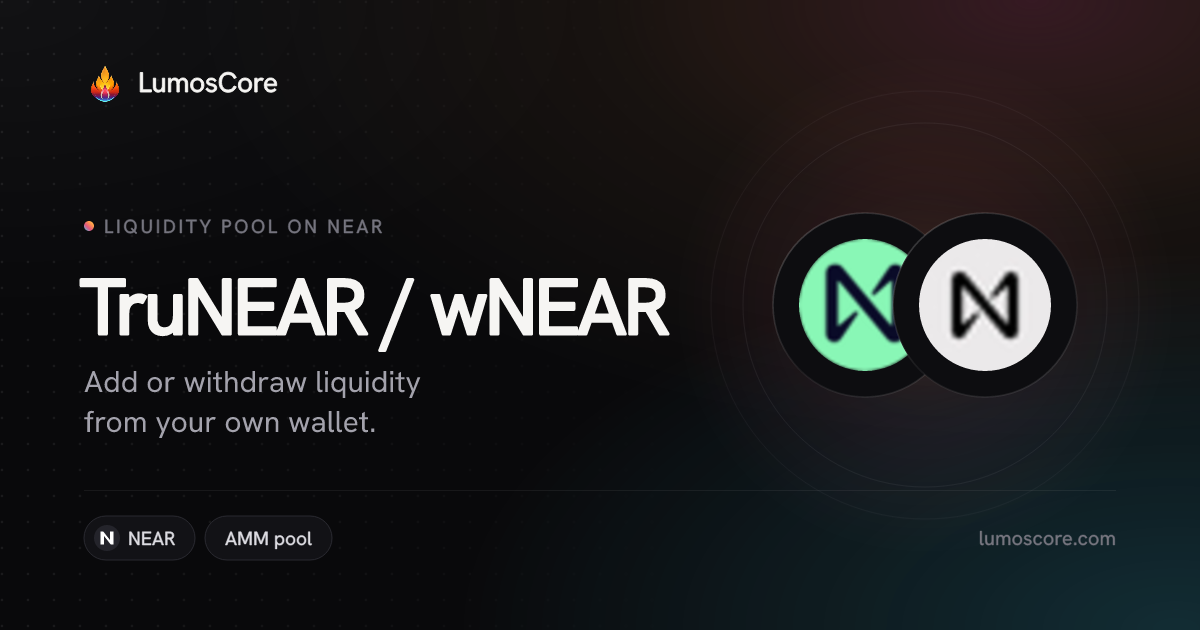 LumosCore
LIQUIDITY POOL ON NEAR
TruNEAR / wNEAR
Add or withdraw liquidity
from your own wallet.
NEAR
AMM pool
lumoscore.com